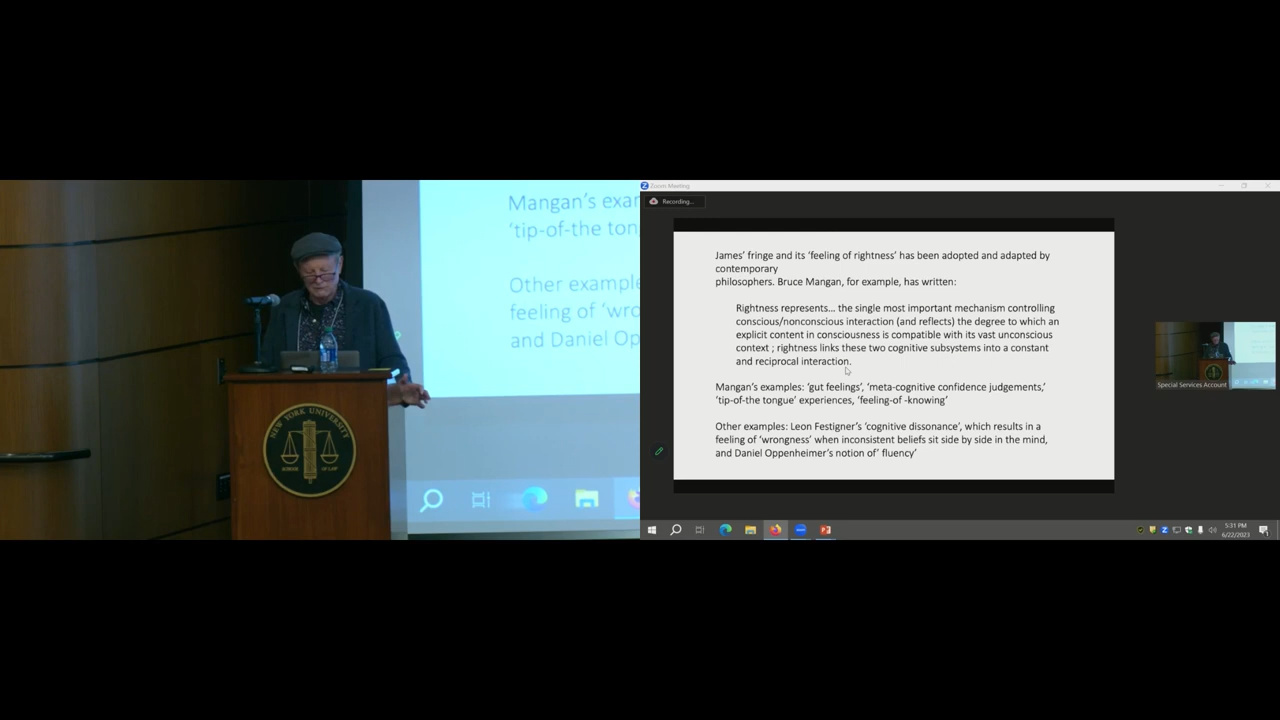 Mangan's exa
'tip-of-the ton
Other example
feeling of 'wro
and Daniel Op
NEW YORK UNIVERSITY
SCHOOL OF LAW
Zoom Meeting
Recording...
James' fringe and its 'feeling of rightness' has been adopted and adapted by
contemporary
philosophers. Bruce Mangan, for example, has written:
Rightness represents... the single most important mechanism controlling
conscious/nonconscious interaction (and reflects) the degree to which an
explicit content in consciousness is compatible with its vast unconscious
context ; rightness links these two cognitive subsystems into a constant
and reciprocal interaction.
Mangan's examples: 'gut feelings', 'meta-cognitive confidence judgements,'
'tip-of-the tongue' experiences, 'feeling-of -knowing'
Other examples: Leon Festigner's 'cognitive dissonance', which results in a
feeling of 'wrongness' when inconsistent beliefs sit side by side in the mind,
and Daniel Oppenheimer's notion of' fluency'
Special Services Account
5:31 PM
6/22/2023